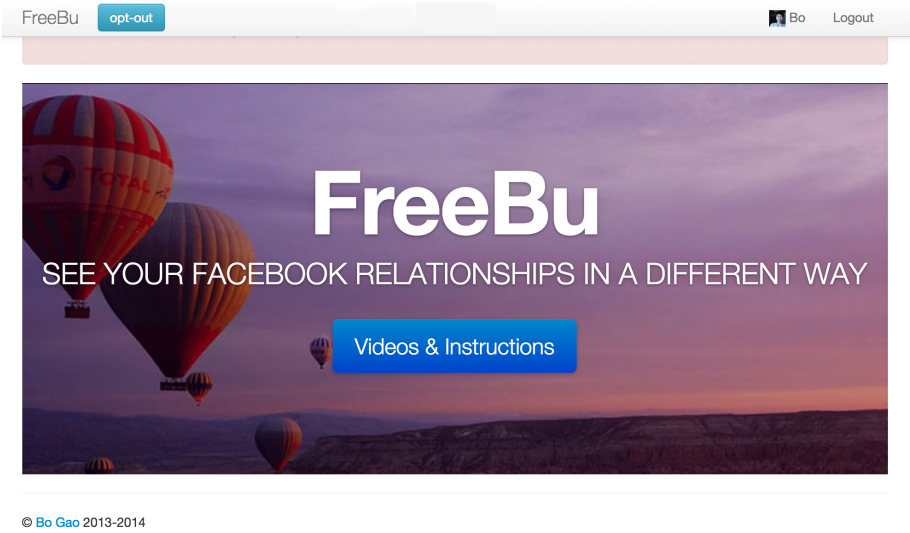 FreeBu opt-out Bo Logout
TOTAL
FreeBu
SEE YOUR FACEBOOK RELATIONSHIPS IN A DIFFERENT WAY
Videos & Instructions
© Bo Gao 2013-2014